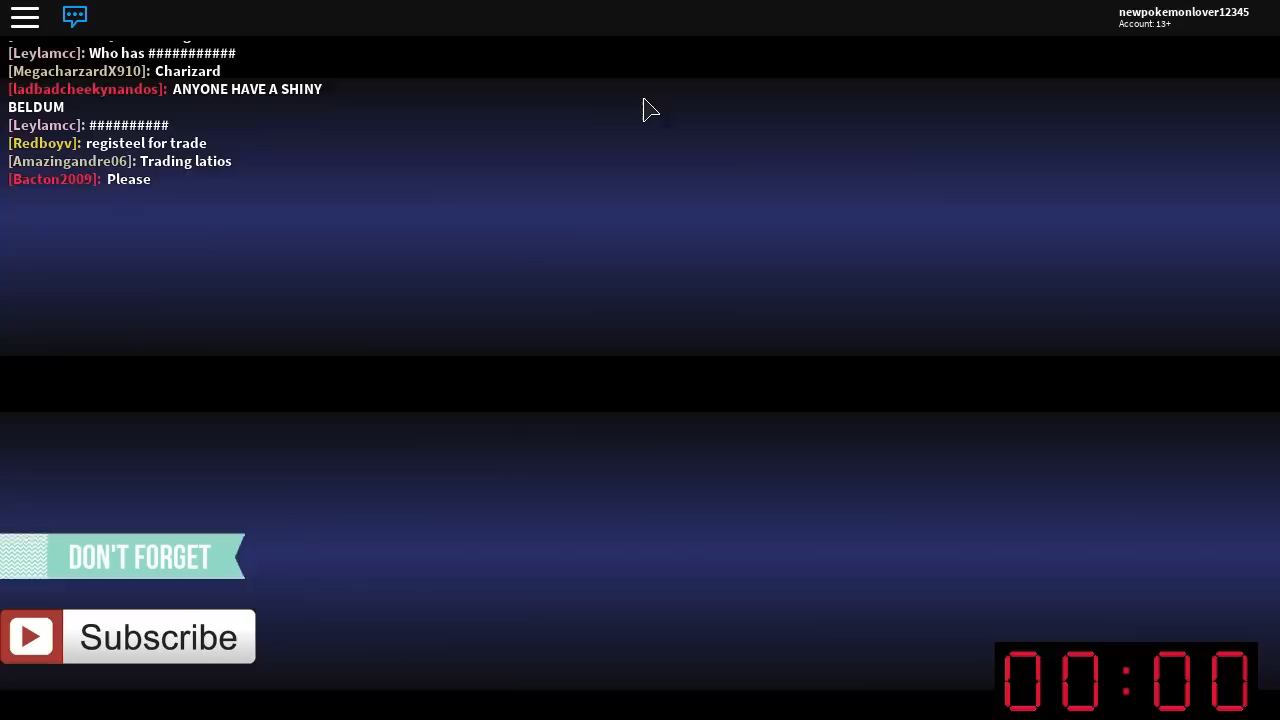 newpokemonlover12345
Account: 13+
[Leylamcc]: Who has ###########
[MegacharzardX910]: Charizard
[ladbadcheekynandos]: ANYONE HAVE A SHINY
BELDUM
[Leylamcc]: ##########
[Redboyv]: registeel for trade
[Amazingandre06]: Trading latios
[Bacton2009]: Please
DON'T FORGET
Subscribe
00:00